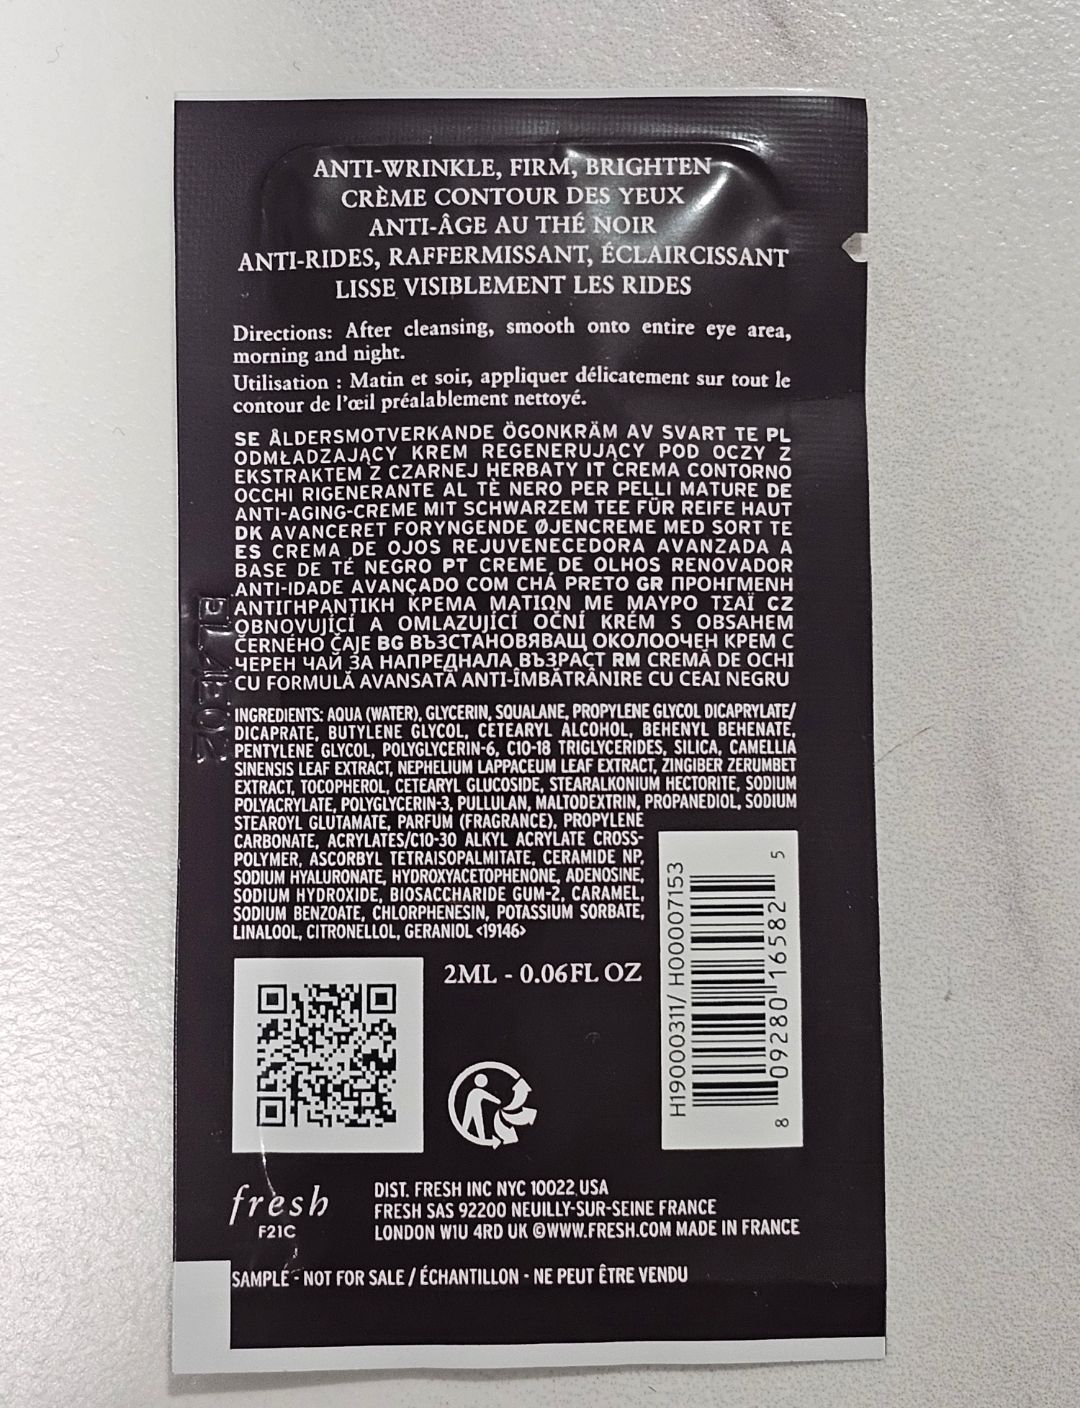 ANTI-WRINKLE, FIRM, BRIGHTEN
CRÈME CONTOUR DES YEUX
ANTI-ÂGE AU THÉ NOIR
ANTI-RIDES, RAFFERMISSANT, ÉCLAIRCISSANT
LISSE VISIBLEMENT LES RIDES
Directions: After cleansing, smooth onto entire eye area,
morning and night.
Utilisation : Matin et soir, appliquer délicatement sur tout le
contour de l'œil préalablement nettoyé.
SE ÅLDERSMOTVERKANDE ÖGONKRÄM AV SVART TE PL
ODMŁADZAJĄCY KREM REGENERUJĄCY POD OCZY Z
EKSTRAKTEM Z CZARNEJ HERBATY IT CREMA CONTORNO
OCCHI RIGENERANTE AL TÈ NERO PER PELLI MATURE DE
ANTI-AGING-CREME MIT SCHWARZEM TEE FÜR REIFE HAUT
DK AVANCERET FORYNGENDE ØJENCREME MED SORT TE
ES CREMA DE OJOS REJUVENECEDORA AVANZADA A
BASE DE TÉ NEGRO PT CREME DE OLHOS RENOVADOR
ANTI-IDADE AVANÇADO COM CHÁ PRETO GR ΠΡΟΗΓΜΕΝΗ
ΑΝΤΙΓΗΡΑΝΤΙΚΗ ΚΡΕΜΑ ΜΑΤΙΩΝ ΜΕ ΜΑΥΡΟ ΤΣΑΪ CZ
OBNOVUJÍCÍ A OMLAZUJÍCÍ OČNÍ KRÉM S OBSAHEM
ČERNÉHO ČAJE BG ВЪЗСТАНОВЯВАЩ ОКОЛООЧЕН КРЕМ С
ЧЕРЕН ЧАЙ ЗА НАПРЕДНАЛА ВЪЗРАСТ RM CREMĂ DE OCHI
CU FORMULĂ AVANSATĂ ANTI-ÎMBĂTRÂNIRE CU CEAI NEGRU
INGREDIENTS: AQUA (WATER), GLYCERIN, SQUALANE, PROPYLENE GLYCOL DICAPRYLATE/
DICAPRATE, BUTYLENE GLYCOL, CETEARYL ALCOHOL, BEHENYL BEHENATE,
PENTYLENE GLYCOL, POLYGLYCERIN-6, C10-18 TRIGLYCERIDES, SILICA, CAMELLIA
SINENSIS LEAF EXTRACT, NEPHELIUM LAPPACEUM LEAF EXTRACT, ZINGIBER ZERUMBET
EXTRACT, TOCOPHEROL, CETEARYL GLUCOSIDE, STEARALKONIUM HECTORITE, SODIUM
POLYACRYLATE, POLYGLYCERIN-3, PULLULAN, MALTODEXTRIN, PROPANEDIOL, SODIUM
STEAROYL GLUTAMATE, PARFUM (FRAGRANCE), PROPYLENE
CARBONATE, ACRYLATES/C10-30 ALKYL ACRYLATE CROSS-
POLYMER, ASCORBYL TETRAISOPALMITATE, CERAMIDE NP,
SODIUM HYALURONATE, HYDROXYACETOPHENONE, ADENOSINE,
SODIUM HYDROXIDE, BIOSACCHARIDE GUM-2, CARAMEL,
SODIUM BENZOATE, CHLORPHENESIN, POTASSIUM SORBATE,
LINALOOL, CITRONELLOL, GERANIOL <19146>
2ML - 0.06FL OZ
H19000311/ H00007153
8 09280 16582 5
fresh
F21C
DIST. FRESH INC NYC 10022 USA
FRESH SAS 92200 NEUILLY-SUR-SEINE FRANCE
LONDON W1U 4RD UK ©WWW.FRESH.COM MADE IN FRANCE
SAMPLE - NOT FOR SALE / ÉCHANTILLON - NE PEUT ÊTRE VENDU